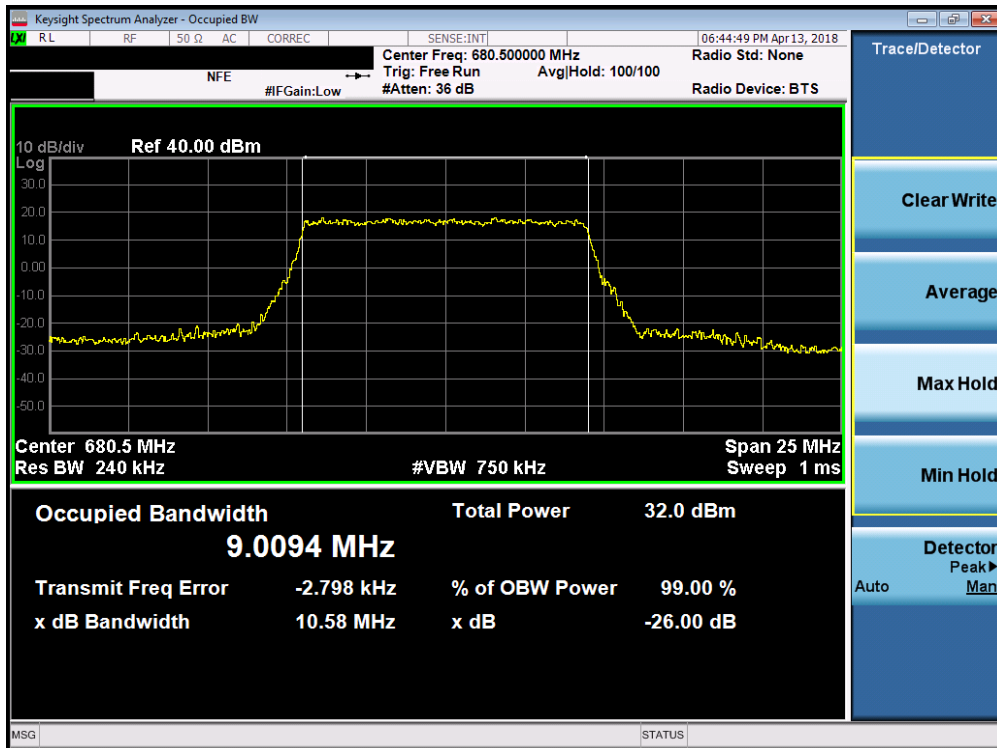 Keysight Spectrum Analyzer - Occupied BW
LXI RL RF 50 Ω AC CORREC SENSE:INT 06:44:49 PM Apr 13, 2018
Center Freq: 680.500000 MHz Radio Std: None
NFE Trig: Free Run Avg|Hold: 100/100
#IFGain:Low #Atten: 36 dB Radio Device: BTS
Trace/Detector
10 dB/div Ref 40.00 dBm
Log
30.0
20.0
10.0
0.00
-10.0
-20.0
-30.0
-40.0
-50.0
Center 680.5 MHz Span 25 MHz
Res BW 240 kHz #VBW 750 kHz Sweep 1 ms
Occupied Bandwidth Total Power 32.0 dBm
9.0094 MHz
Transmit Freq Error -2.798 kHz % of OBW Power 99.00 %
x dB Bandwidth 10.58 MHz x dB -26.00 dB
Clear Write
Average
Max Hold
Min Hold
Detector
Peak▶
Auto Man
MSG STATUS